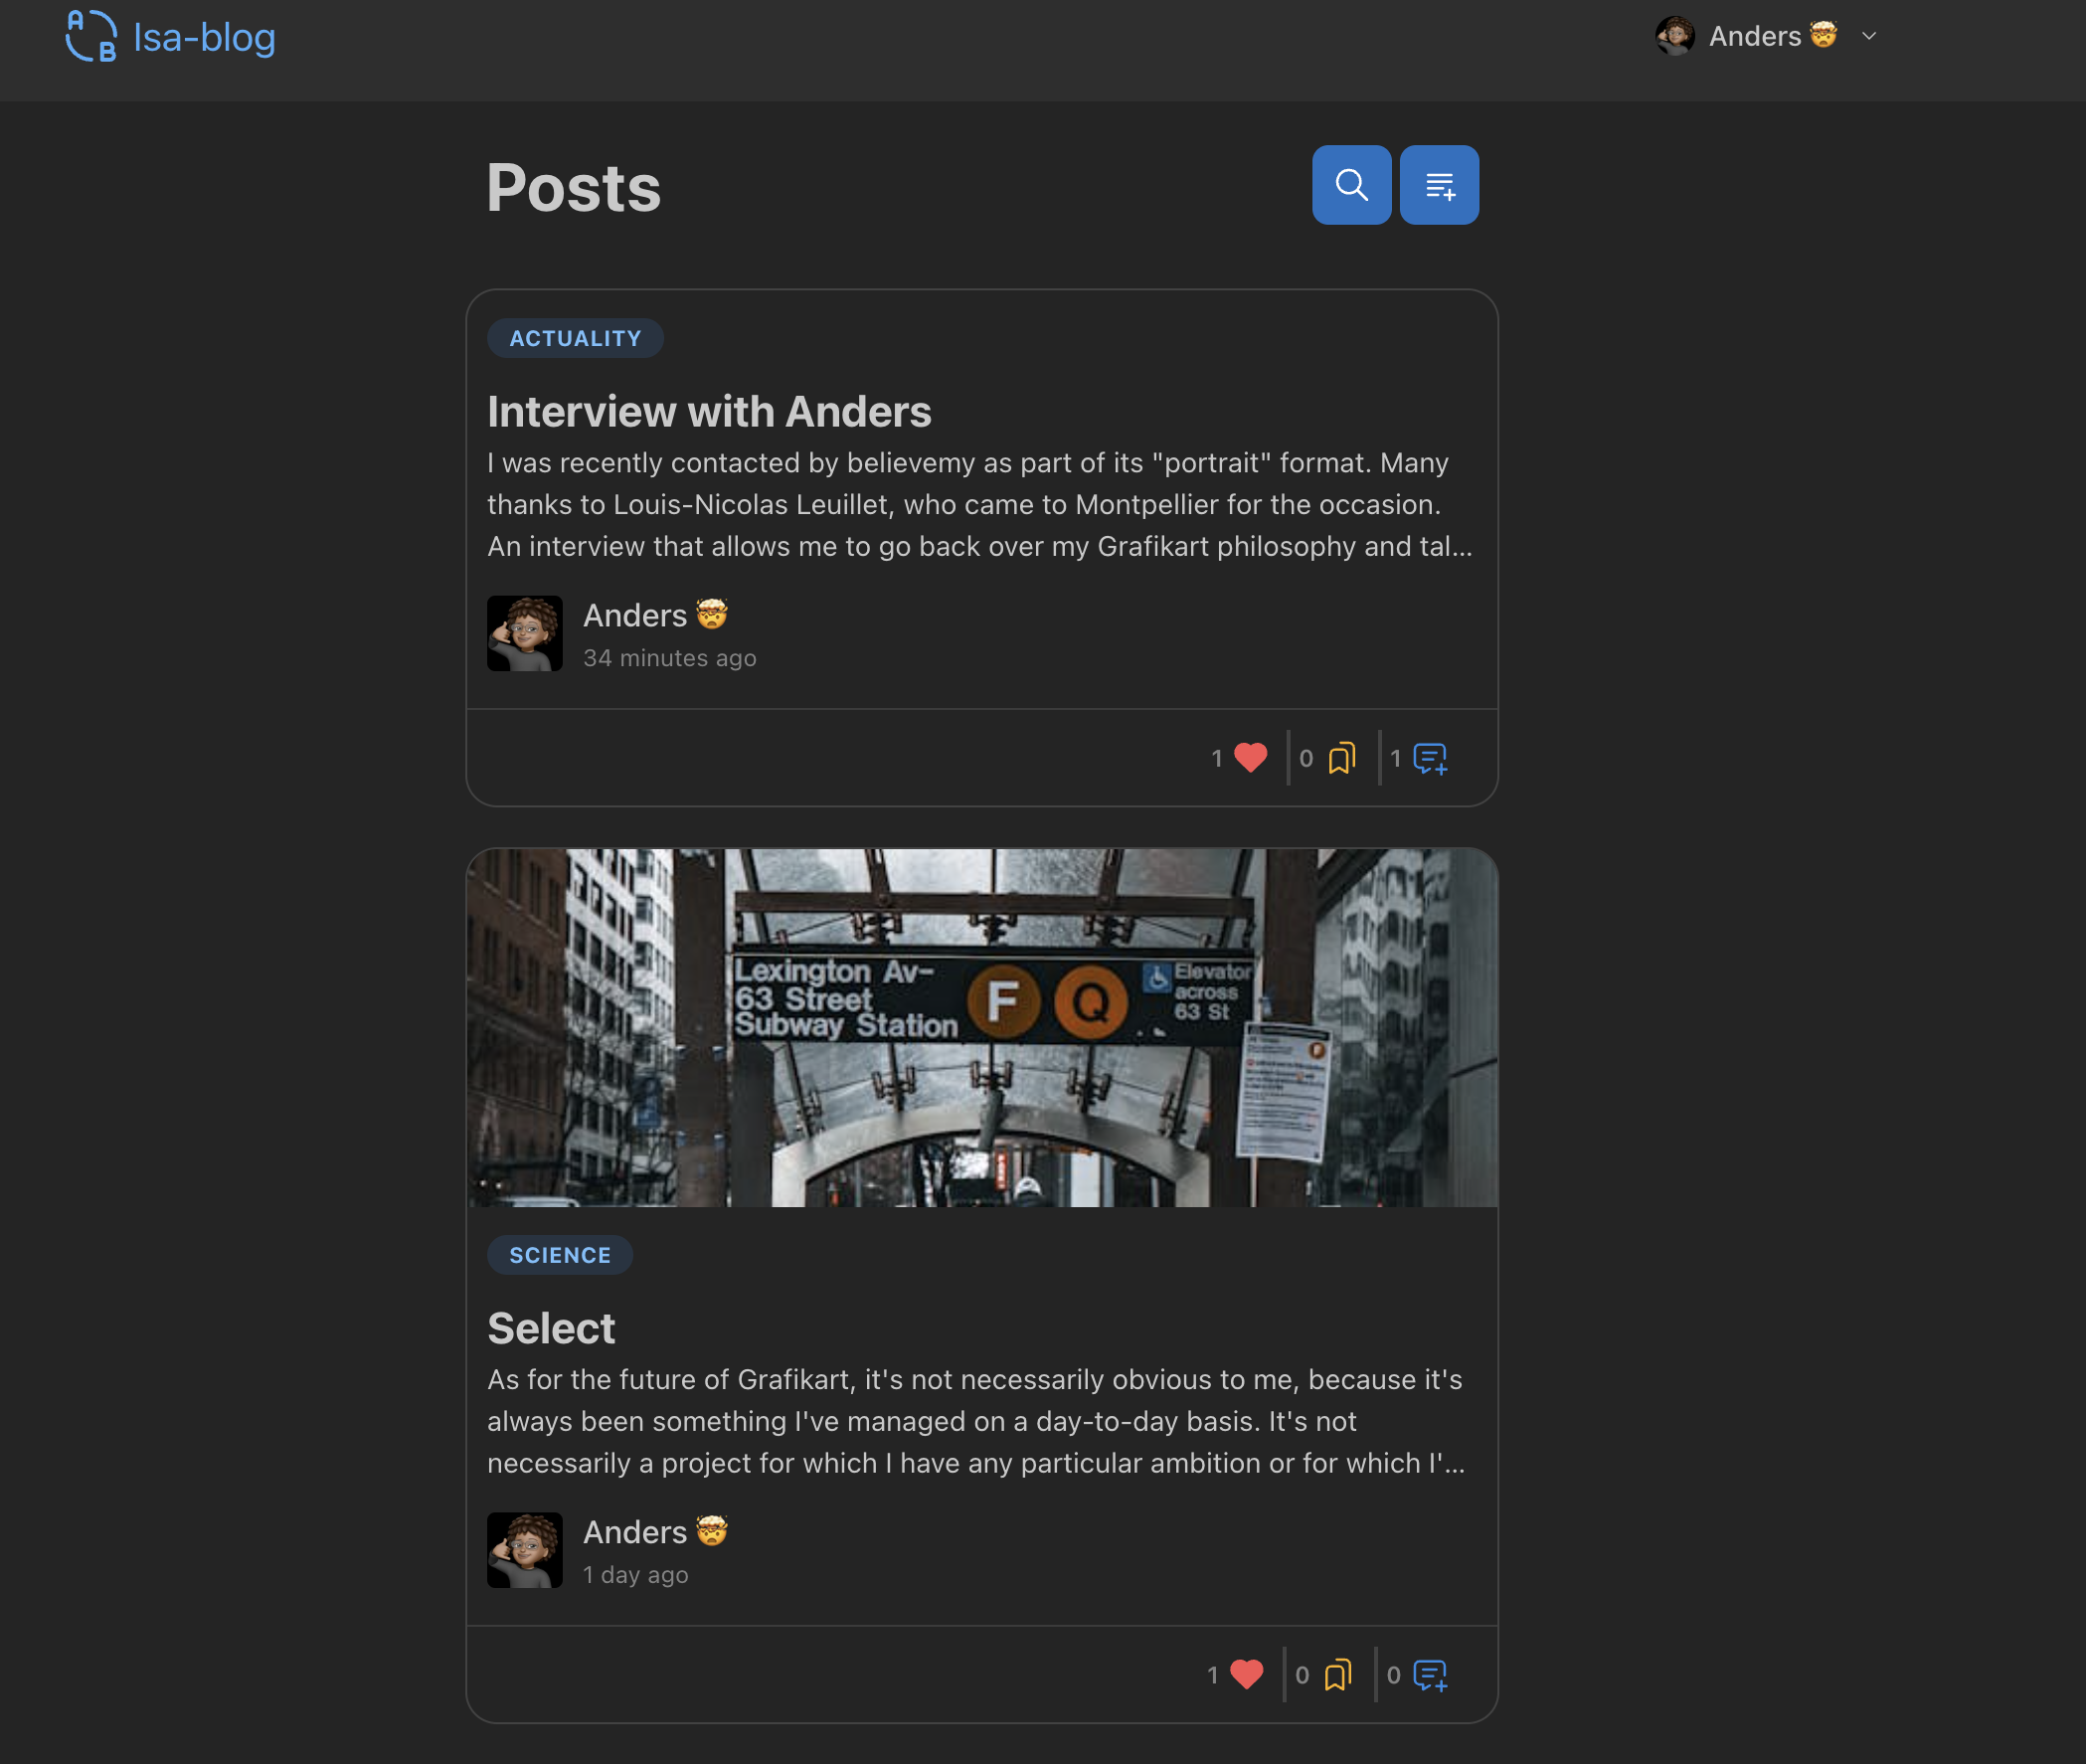 A
B
Isa-blog
Anders 🤯
Posts
ACTUALITY
Interview with Anders
I was recently contacted by believemy as part of its "portrait" format. Many
thanks to Louis-Nicolas Leuillet, who came to Montpellier for the occasion.
An interview that allows me to go back over my Grafikart philosophy and tal...
Anders 🤯
34 minutes ago
1
0
1
Lexington Av-
63 Street
Subway Station
F
Q
Elevator
across
63 St
SCIENCE
Select
As for the future of Grafikart, it's not necessarily obvious to me, because it's
always been something I've managed on a day-to-day basis. It's not
necessarily a project for which I have any particular ambition or for which I'...
Anders 🤯
1 day ago
1
0
0